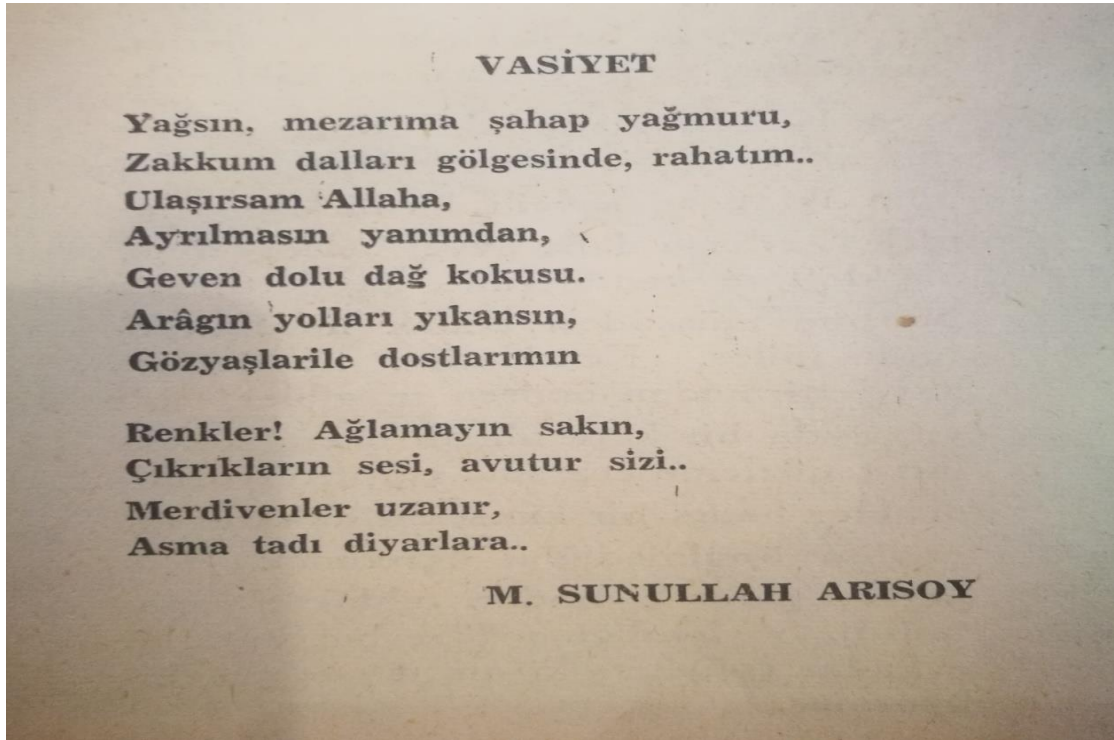 VASİYET
Yağsın, mezarıma şahap yağmuru,
Zakkum dalları gölgesinde, rahatım..
Ulaşırsam Allaha,
Ayrılmasın yanımdan,
Geven dolu dağ kokusu.
Arâgın yolları yıkansın,
Gözyaşlarile dostlarımın
Renkler! Ağlamayın sakın,
Çıkrıkların sesi, avutur sizi..
Merdivenler uzanır,
Asma tadı diyarlara..
M. SUNULLAH ARISOY